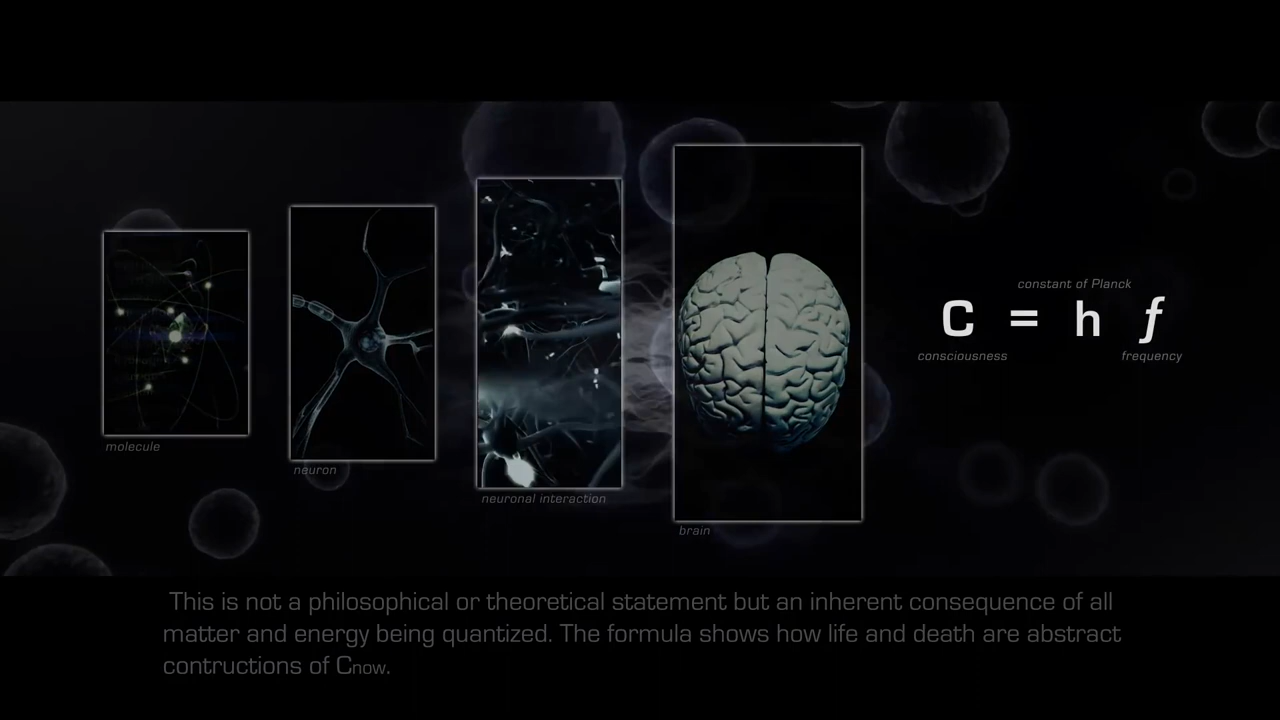 molecule
neuron
neuronal interaction
brain
constant of Planck
C = h f
consciousness
frequency
This is not a philosophical or theoretical statement but an inherent consequence of all
matter and energy being quantized. The formula shows how life and death are abstract
contructions of Cnow.